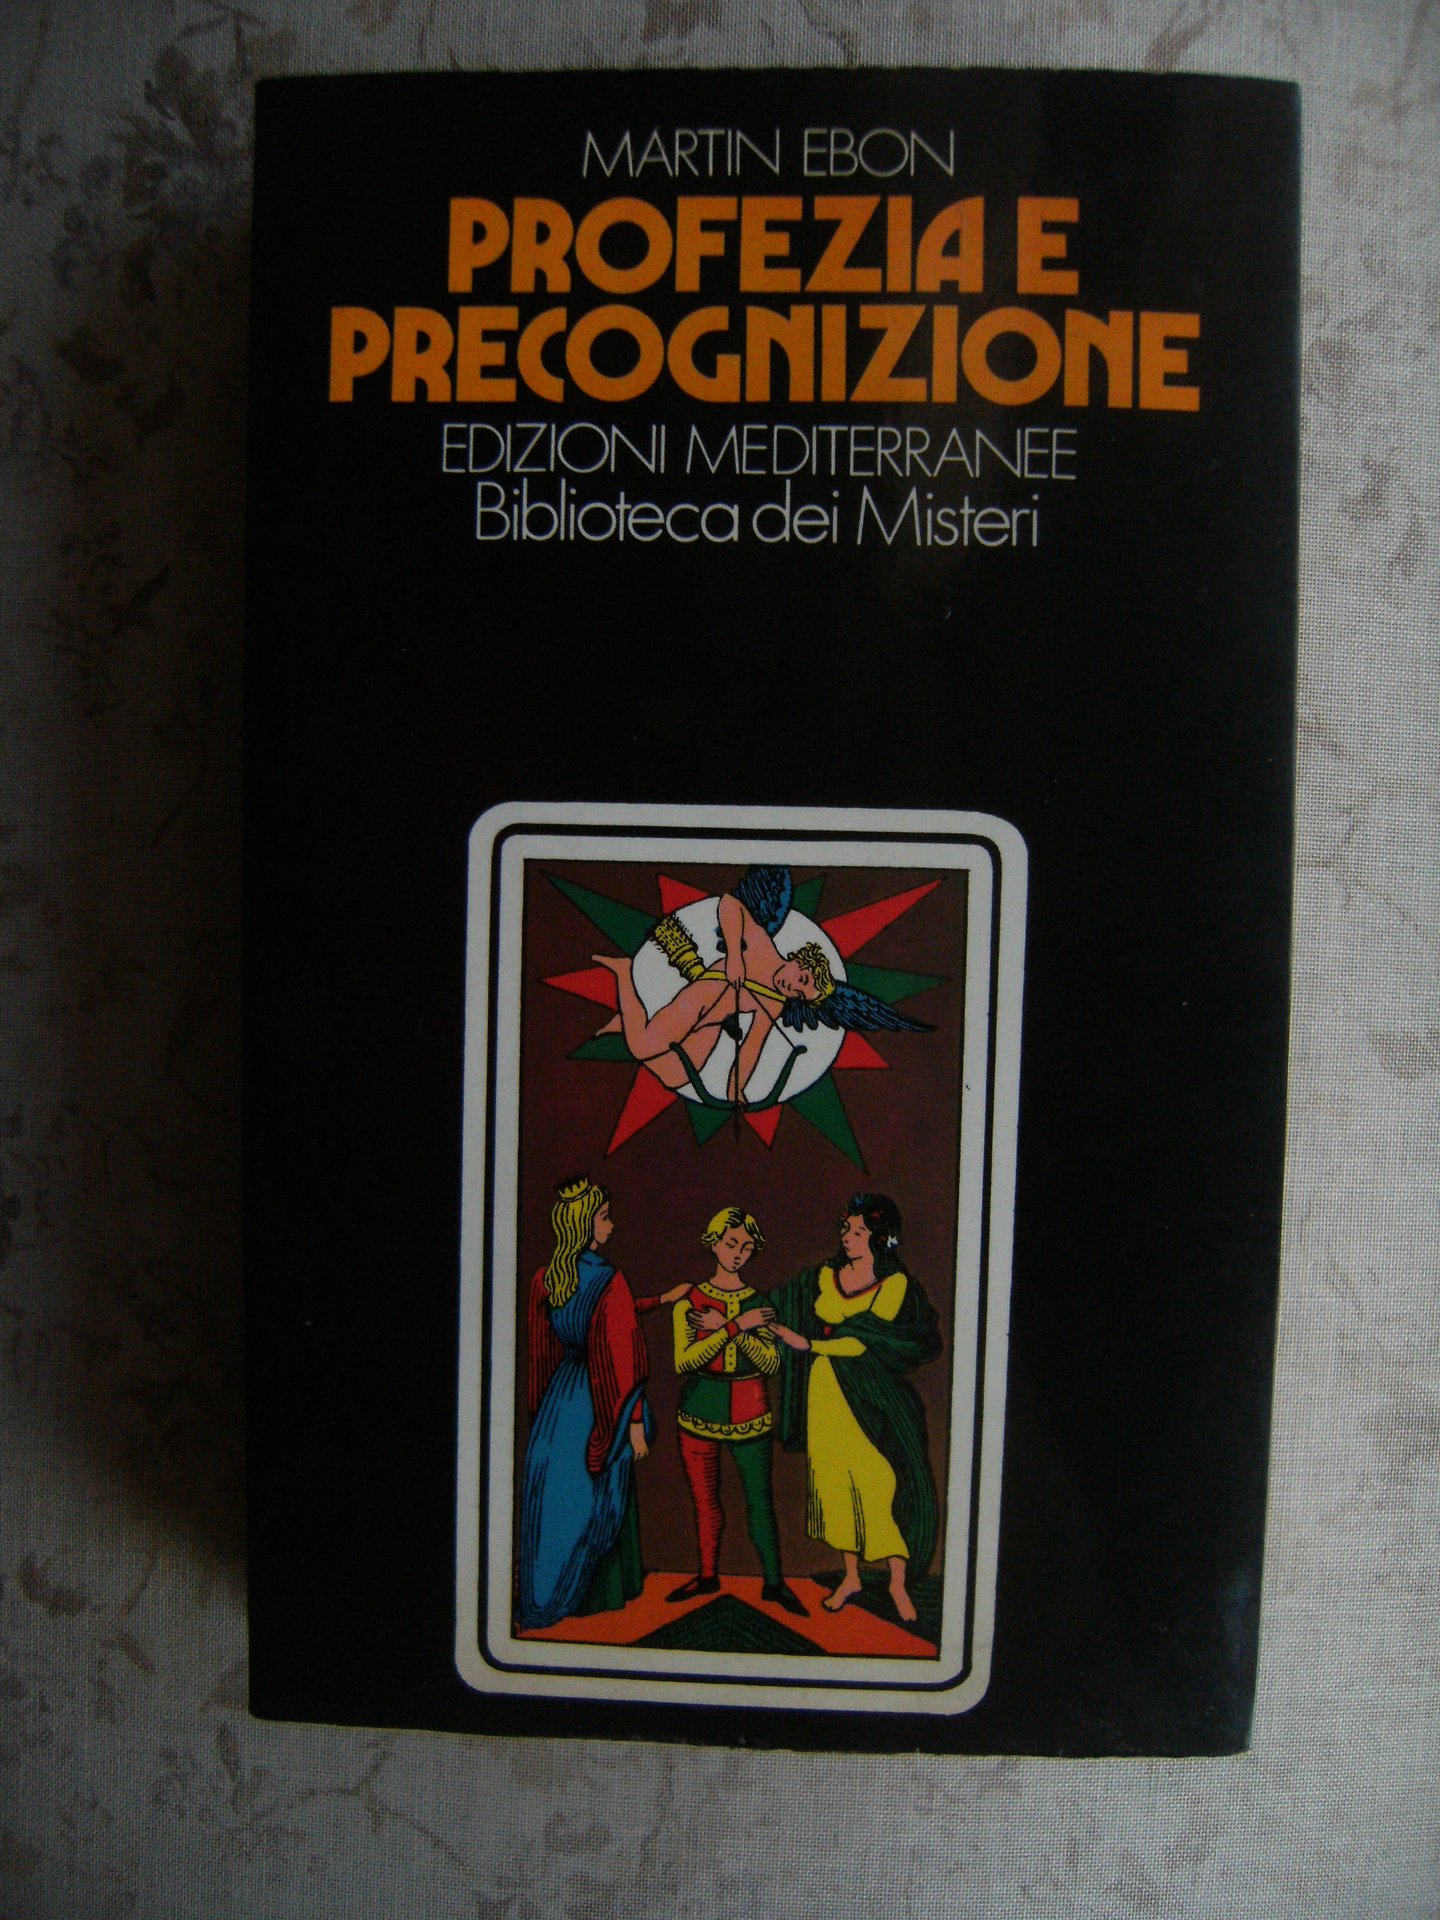 MARTIN EBON
PROFEZIA E
PRECOGNIZIONE
EDIZIONI MEDITERRANEE
Biblioteca dei Misteri